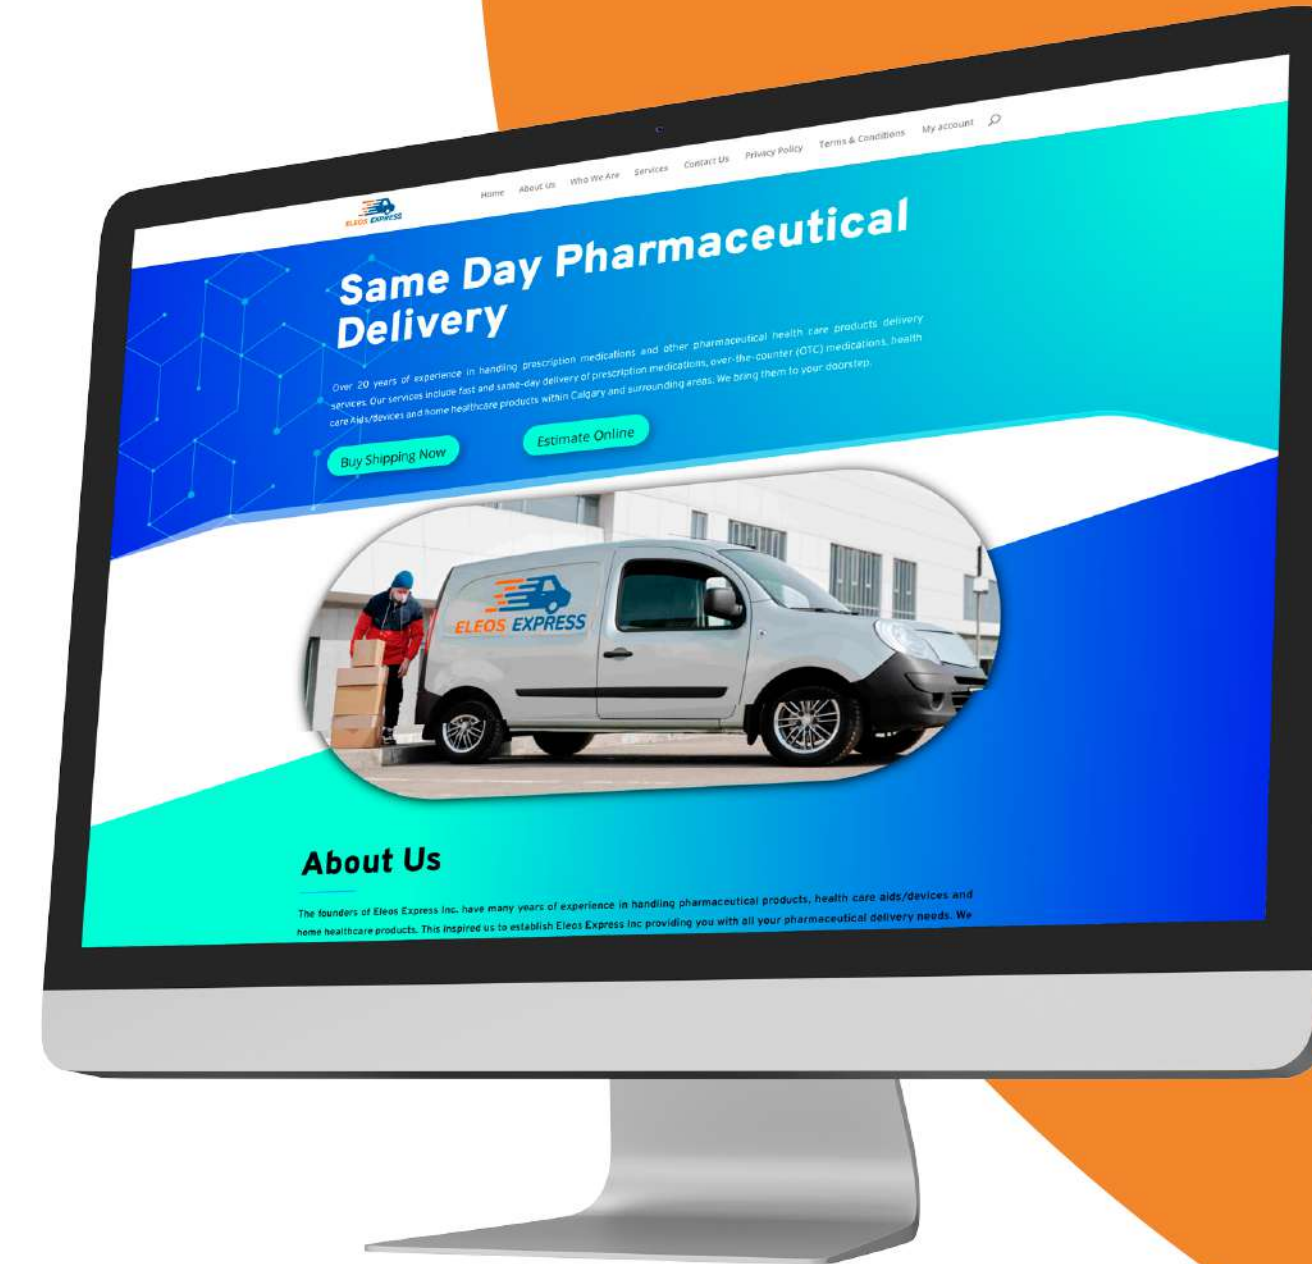 ELEOS EXPRESS
Home About Us Who We Are Services Contact Us Privacy Policy Terms & Conditions My account
Same Day Pharmaceutical
Delivery
Over 20 years of experience in handling prescription medications and other pharmaceutical health care products delivery
services. Our services include fast and same-day delivery of prescription medications, over-the-counter (OTC) medications, health
care Aids/devices and home healthcare products within Calgary and surrounding areas. We bring them to your doorstep.
Buy Shipping Now Estimate Online
ELEOS EXPRESS
About Us
The founders of Eleos Express Inc. have many years of experience in handling pharmaceutical products, health care aids/devices and
home healthcare products. This inspired us to establish Eleos Express Inc providing you with all your pharmaceutical delivery needs. We